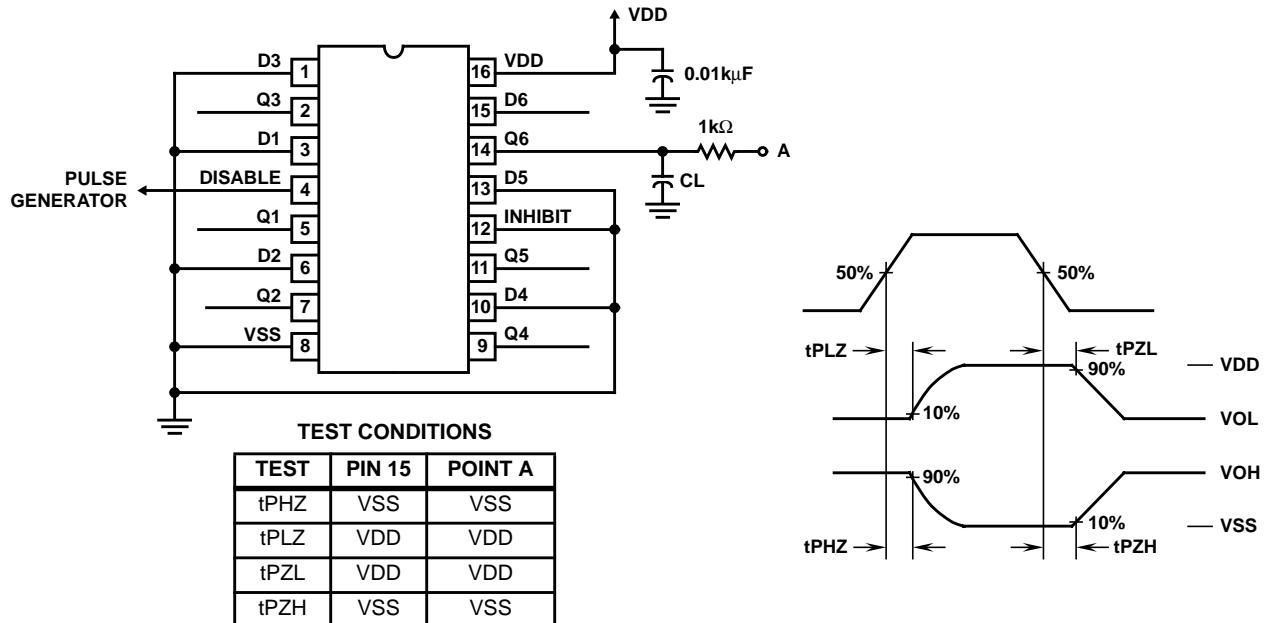 VDD
D3
1
16
VDD
0.01kμF
Q3
2
15
D6
1kΩ
D1
3
14
Q6
A
PULSE
GENERATOR
DISABLE
4
13
D5
CL
Q1
5
12
INHIBIT
D2
6
11
Q5
Q2
7
10
D4
VSS
8
9
Q4
50%
50%
tPLZ
tPZL
90%
VDD
10%
VOL
90%
VOH
10%
VSS
tPHZ
tPZH
TEST CONDITIONS
TEST PIN 15 POINT A
tPHZ VSS VSS
tPLZ VDD VDD
tPZL VDD VDD
tPZH VSS VSS